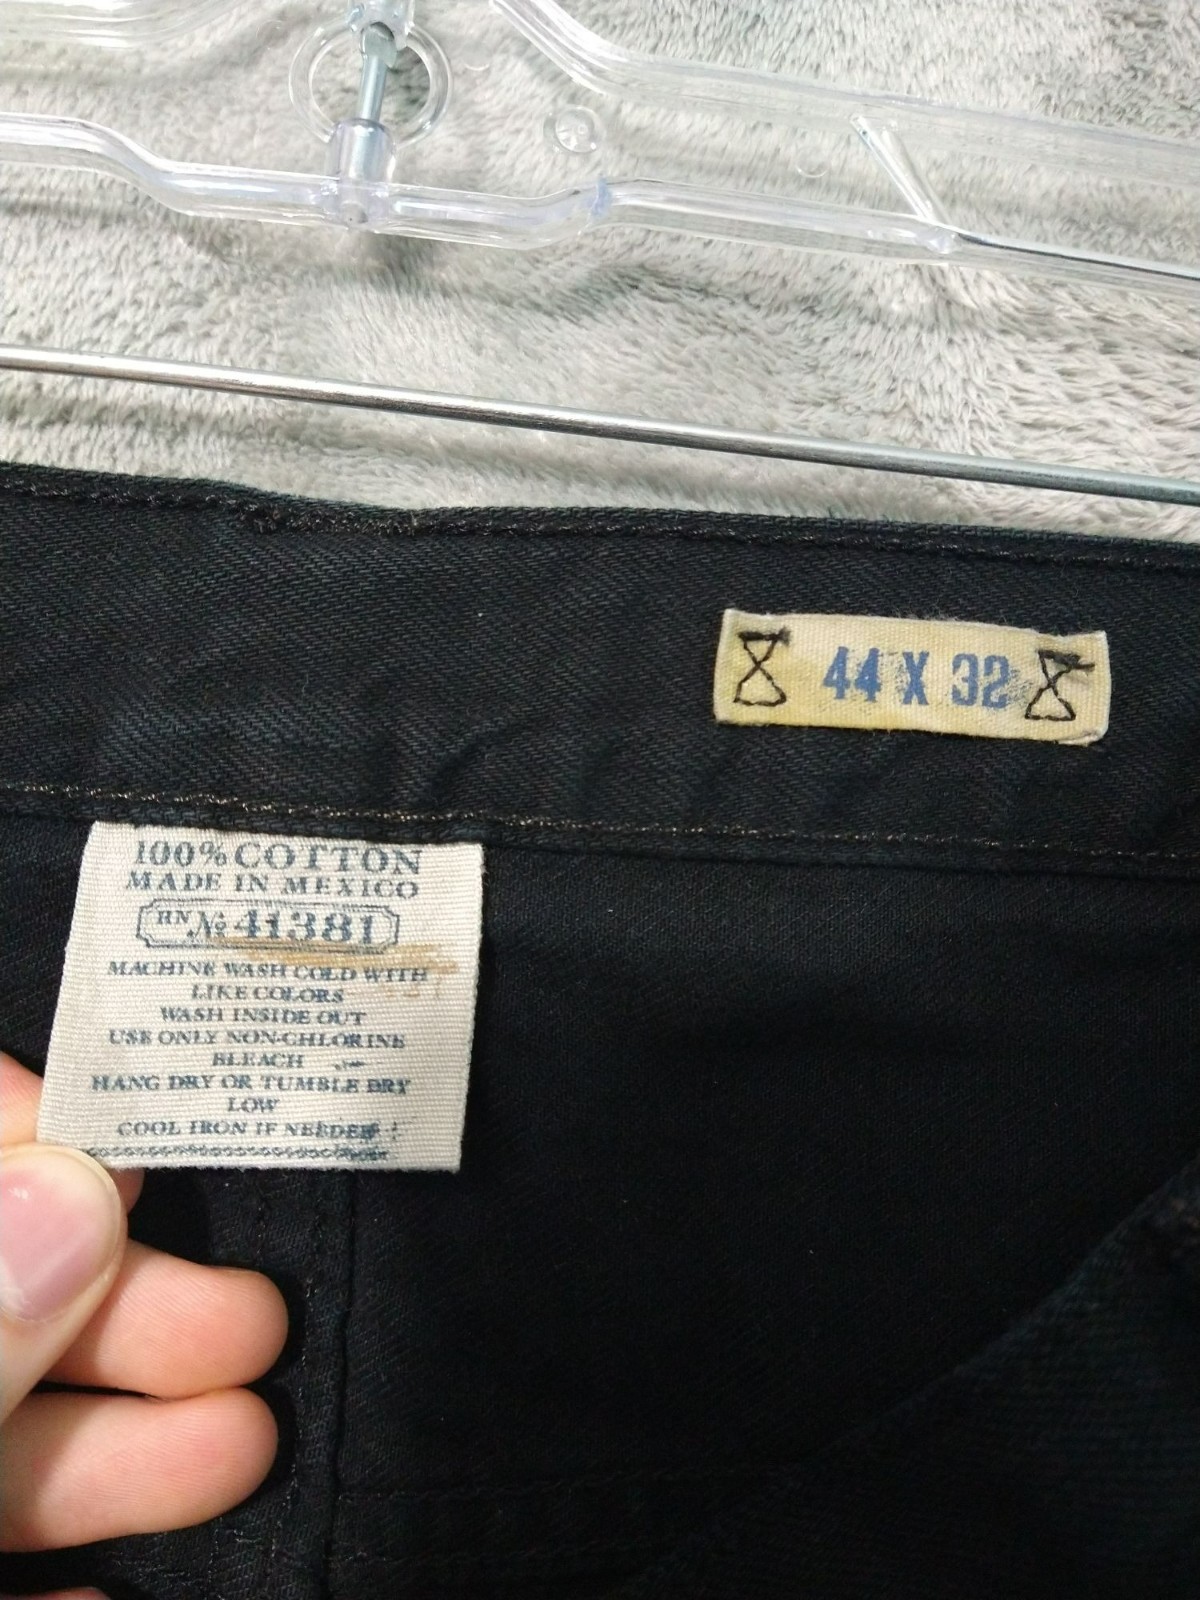 44 X 32
100% COTTON
MADE IN MEXICO
RN № 41381
MACHINE WASH COLD WITH
LIKE COLORS
WASH INSIDE OUT
USE ONLY NON-CHLORINE
BLEACH
HANG DRY OR TUMBLE DRY
LOW
COOL IRON IF NEEDED